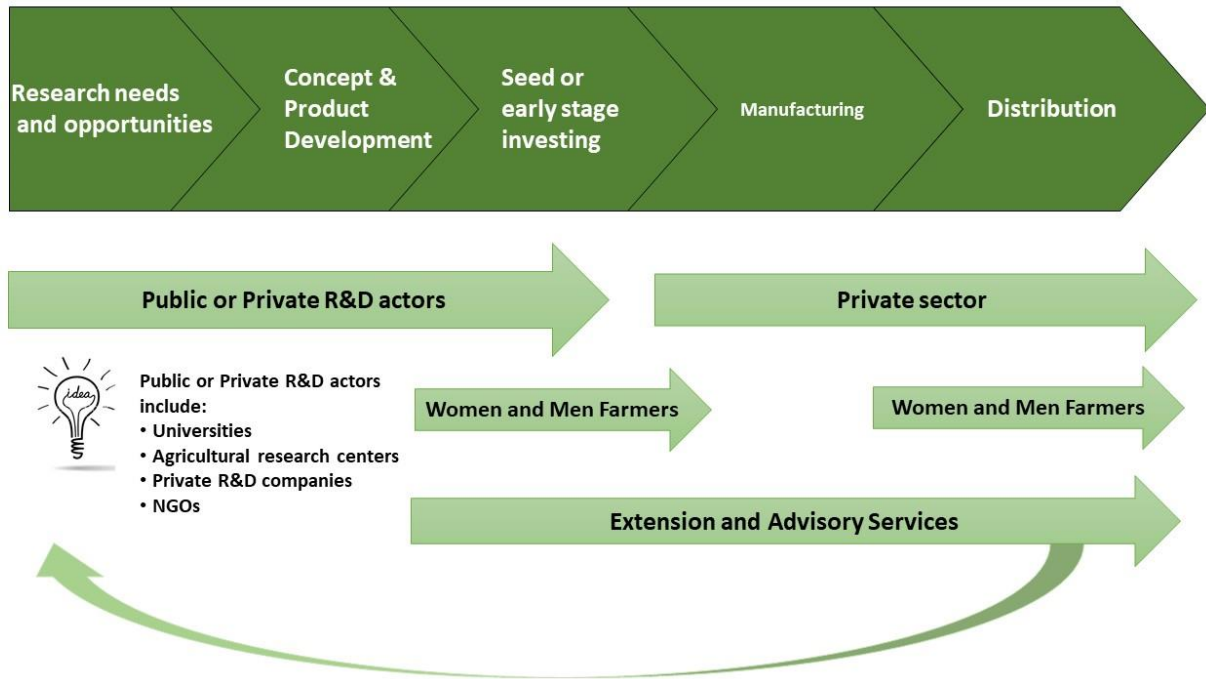 Research needs
and opportunities
Concept &
Product
Development
Seed or
early stage
investing
Manufacturing
Distribution
Public or Private R&D actors
Private sector
idea
Public or Private R&D actors
include:
• Universities
• Agricultural research centers
• Private R&D companies
• NGOs
Women and Men Farmers
Women and Men Farmers
Extension and Advisory Services